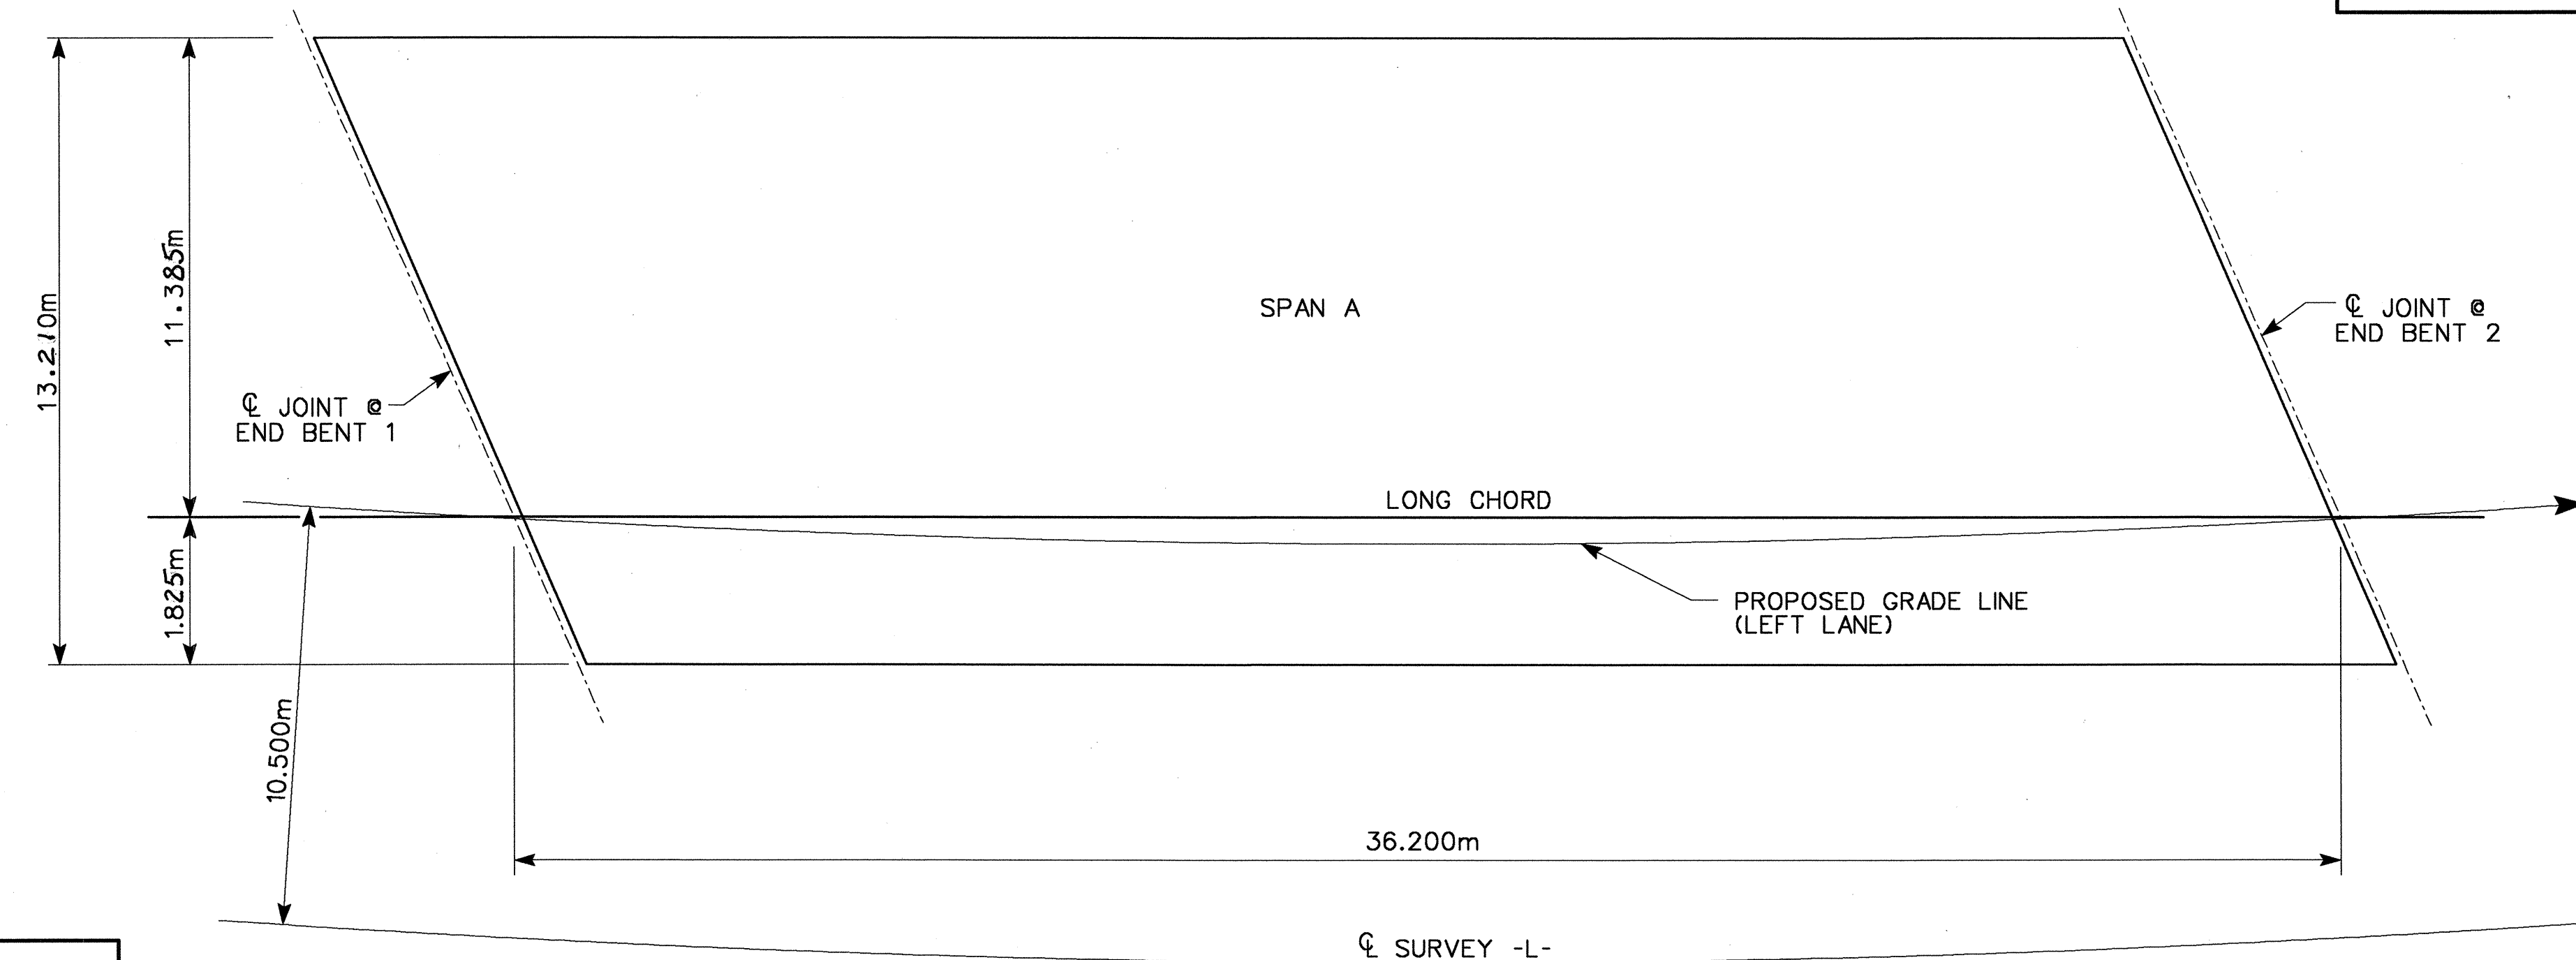 13.210m
11.385m
1.825m
10.500m
℄ JOINT @
END BENT 1
SPAN A
℄ JOINT @
END BENT 2
LONG CHORD
PROPOSED GRADE LINE
(LEFT LANE)
36.200m
℄ SURVEY -L-